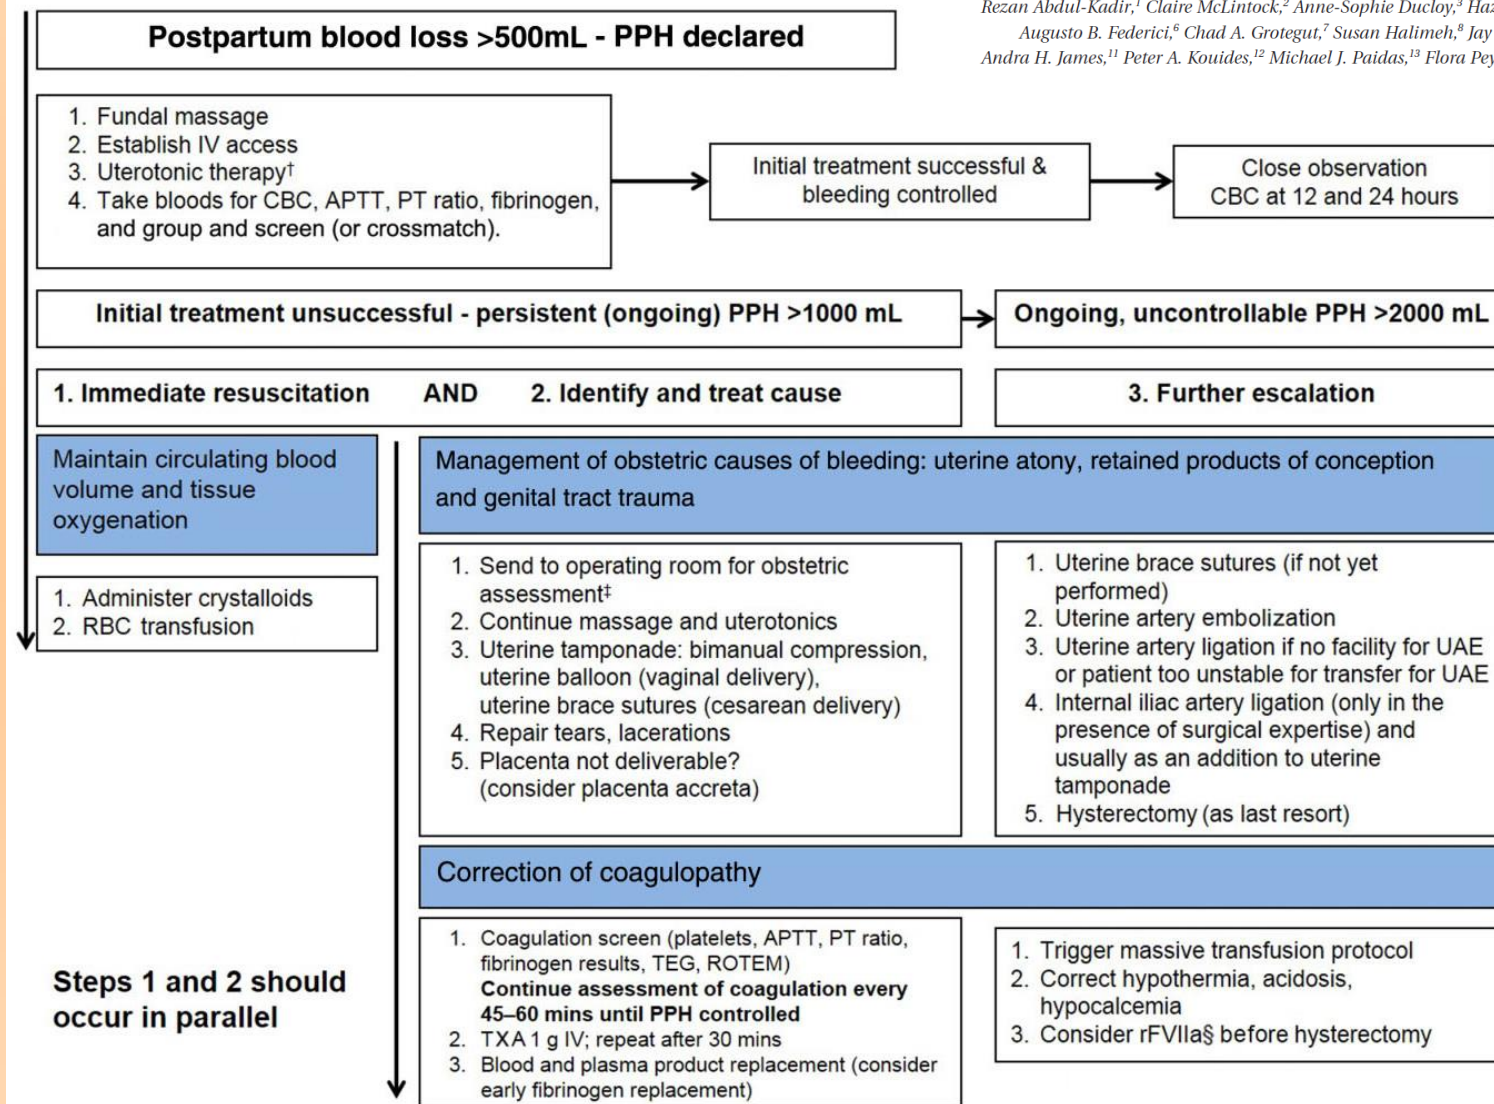 Rezan Abdul-Kadir,1 Claire McLintock,2 Anne-Sophie Ducloy,3
Augusto B. Federici,6 Chad A. Grotegut,7 Susan Halimeh,8 Jay
Andra H. James,11 Peter A. Kouides,12 Michael J. Paidas,13 Flora
Postpartum blood loss >500mL - PPH declared
1. Fundal massage
2. Establish IV access
3. Uterotonic therapy†
4. Take bloods for CBC, APTT, PT ratio, fibrinogen,
and group and screen (or crossmatch).
Initial treatment successful &
bleeding controlled
Close observation
CBC at 12 and 24 hours
Initial treatment unsuccessful - persistent (ongoing) PPH >1000 mL
Ongoing, uncontrollable PPH >2000 mL
1. Immediate resuscitation AND 2. Identify and treat cause
3. Further escalation
Maintain circulating blood
volume and tissue
oxygenation
Management of obstetric causes of bleeding: uterine atony, retained products of conception
and genital tract trauma
1. Administer crystalloids
2. RBC transfusion
1. Send to operating room for obstetric
assessment‡
2. Continue massage and uterotonics
3. Uterine tamponade: bimanual compression,
uterine balloon (vaginal delivery),
uterine brace sutures (cesarean delivery)
4. Repair tears, lacerations
5. Placenta not deliverable?
(consider placenta accreta)
1. Uterine brace sutures (if not yet
performed)
2. Uterine artery embolization
3. Uterine artery ligation if no facility for UAE
or patient too unstable for transfer for UAE
4. Internal iliac artery ligation (only in the
presence of surgical expertise) and
usually as an addition to uterine
tamponade
5. Hysterectomy (as last resort)
Correction of coagulopathy
1. Coagulation screen (platelets, APTT, PT ratio,
fibrinogen results, TEG, ROTEM)
Continue assessment of coagulation every
45–60 mins until PPH controlled
2. TXA 1 g IV; repeat after 30 mins
3. Blood and plasma product replacement (consider
early fibrinogen replacement)
1. Trigger massive transfusion protocol
2. Correct hypothermia, acidosis,
hypocalcemia
3. Consider rFVIIa§ before hysterectomy
Steps 1 and 2 should
occur in parallel